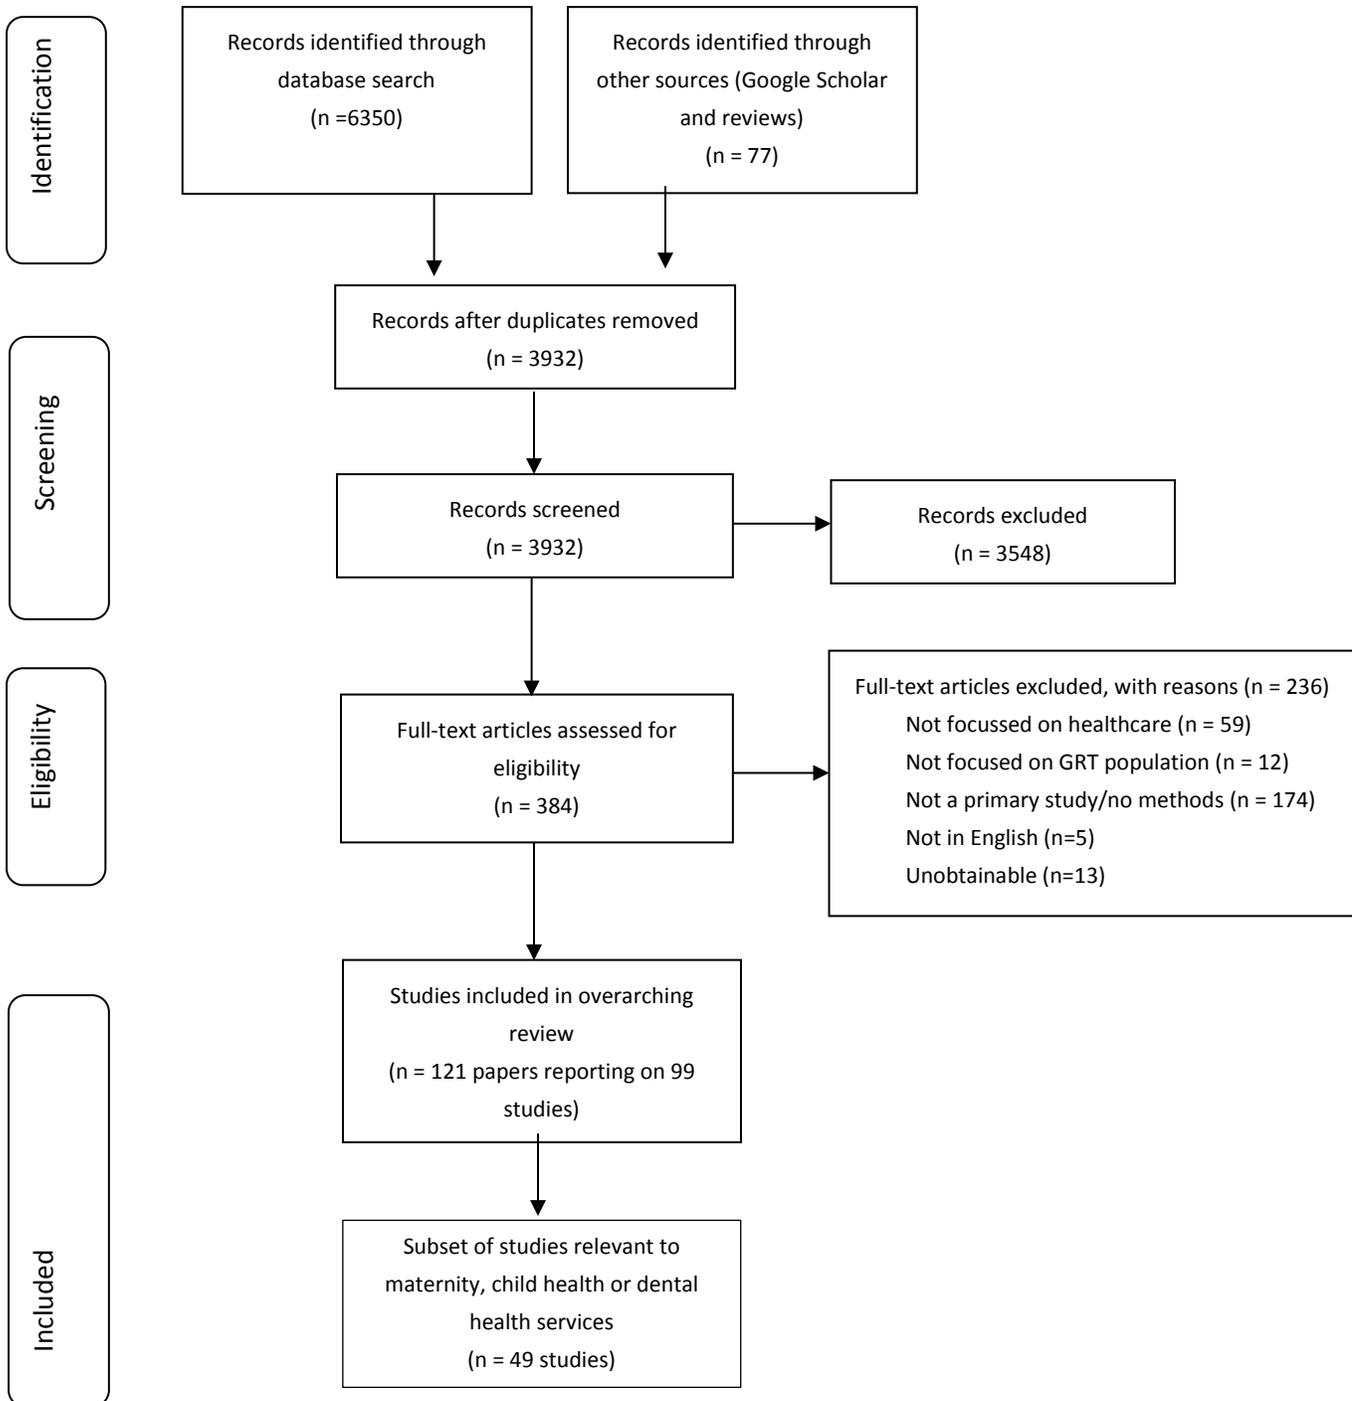 Identification
Records identified through
database search
(n =6350)
Records identified through
other sources (Google Scholar
and reviews)
(n = 77)
Screening
Records after duplicates removed
(n = 3932)
Records screened
(n = 3932)
Records excluded
(n = 3548)
Eligibility
Full-text articles assessed for
eligibility
(n = 384)
Full-text articles excluded, with reasons (n = 236)
Not focussed on healthcare (n = 59)
Not focused on GRT population (n = 12)
Not a primary study/no methods (n = 174)
Not in English (n=5)
Unobtainable (n=13)
Included
Studies included in overarching
review
(n = 121 papers reporting on 99
studies)
Subset of studies relevant to
maternity, child health or dental
health services
(n = 49 studies)